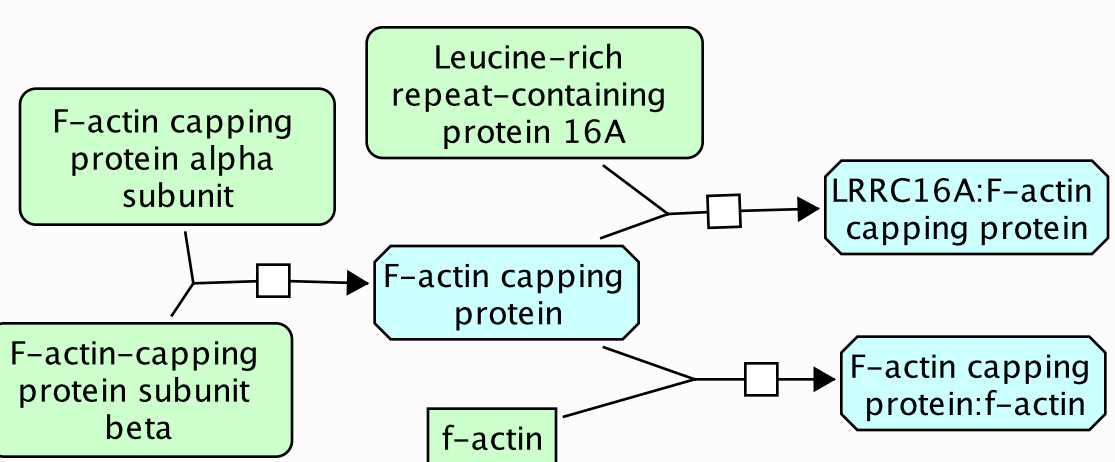 Leucine-rich
repeat-containing
protein 16A
F-actin capping
protein alpha
subunit
LRRC16A:F-actin
capping protein
F-actin capping
protein
F-actin-capping
protein subunit
beta
F-actin capping
protein:f-actin
f-actin